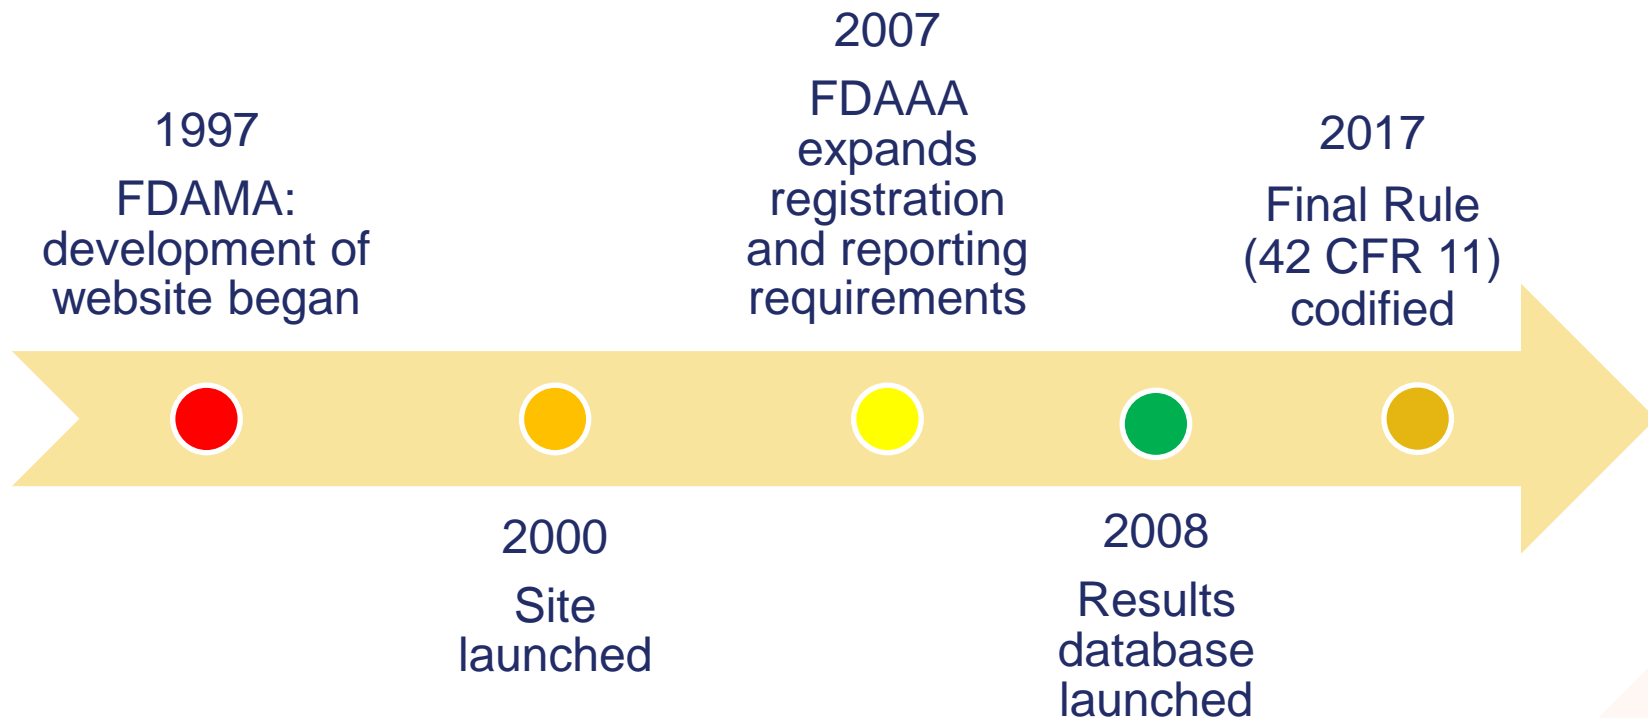 1997
FDAMA:
development of
website began
2000
Site
launched
2007
FDAAA
expands
registration
and reporting
requirements
2008
Results
database
launched
2017
Final Rule
(42 CFR 11)
codified